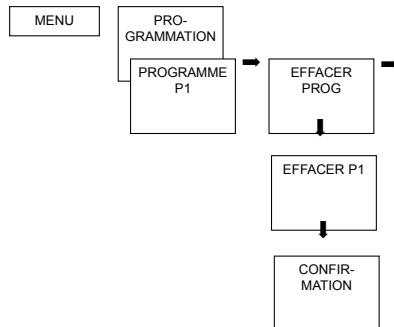 MENU
PRO-
GRAMMATION
PROGRAMME
P1
EFFACER
PROG
EFFACER P1
CONFIR-
MATION